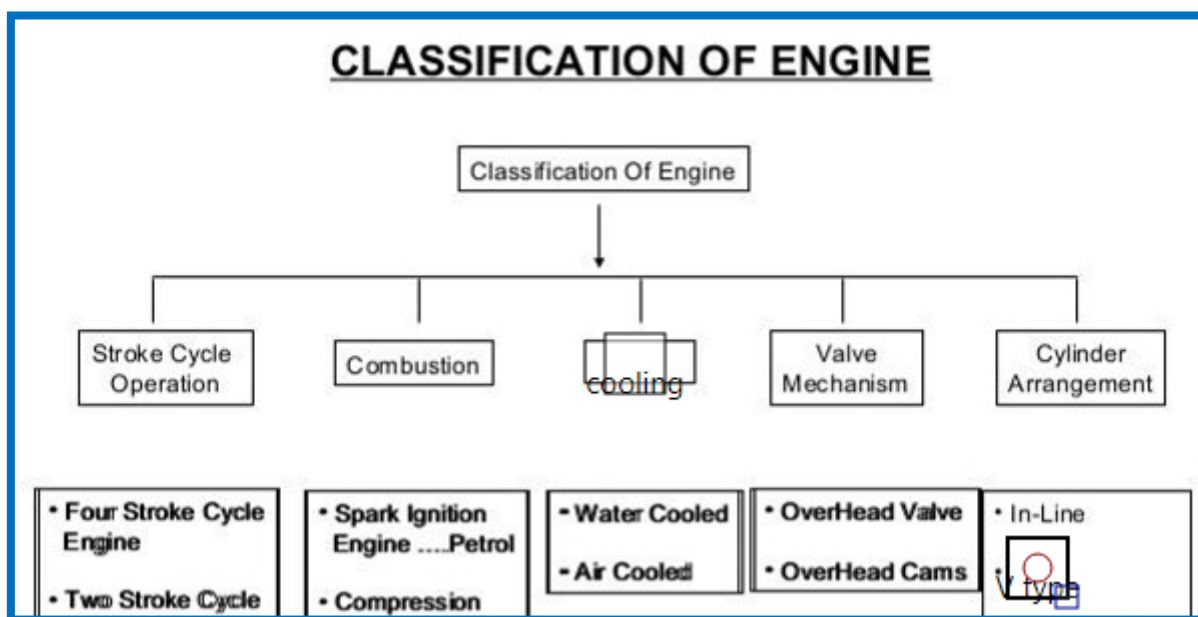 CLASSIFICATION OF ENGINE
Classification Of Engine
Stroke Cycle
Operation
Combustion
cooling
Valve
Mechanism
Cylinder
Arrangement
• Four Stroke Cycle
Engine
• Two Stroke Cycle
• Spark Ignition
Engine ....Petrol
• Compression
- Water Cooled
- Air Cooled
• OverHead Valve
• OverHead Cams
• In-Line
• V type